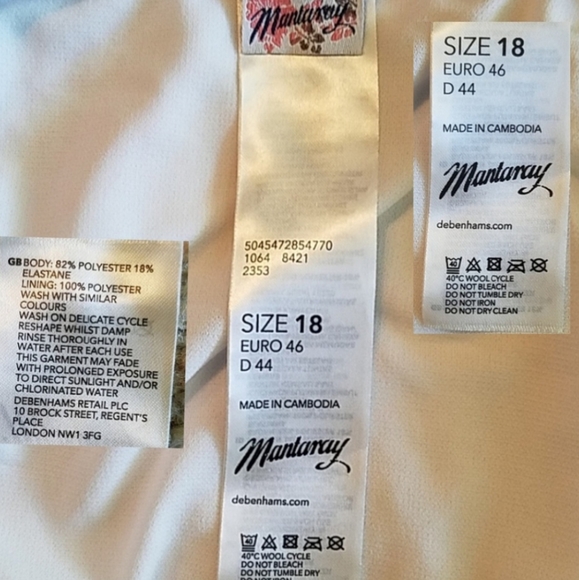 Mantaray
5045472854770
1064 8421
2353
SIZE 18
EURO 46
D 44
MADE IN CAMBODIA
Mantaray
debenhams.com
40
40°C WOOL CYCLE
DO NOT BLEACH
DO NOT TUMBLE DRY
DO NOT IRON
GB BODY: 82% POLYESTER 18%
ELASTANE
LINING: 100% POLYESTER
WASH WITH SIMILAR
COLOURS
WASH ON DELICATE CYCLE
RESHAPE WHILST DAMP
RINSE THOROUGHLY IN
WATER AFTER EACH USE
THIS GARMENT MAY FADE
WITH PROLONGED EXPOSURE
TO DIRECT SUNLIGHT AND/OR
CHLORINATED WATER
DEBENHAMS RETAIL PLC
10 BROCK STREET, REGENT'S
PLACE
LONDON NW1 3FG
SIZE 18
EURO 46
D 44
MADE IN CAMBODIA
Mantaray
debenhams.com
40
40°C WOOL CYCLE
DO NOT BLEACH
DO NOT TUMBLE DRY
DO NOT IRON
DO NOT DRY CLEAN